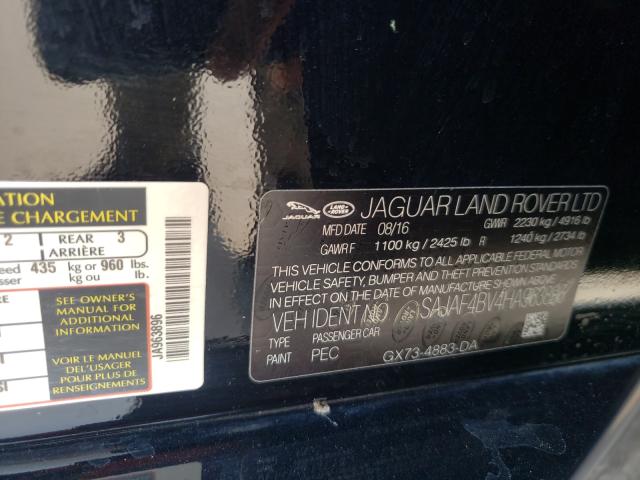 ATION
E CHARGEMENT
2 REAR 3
ARRIÈRE
eed 435 kg or 960 lbs.
sser kg ou lb.
RE
SEE OWNER'S
MANUAL FOR
ADDITIONAL
INFORMATION
VOIR LE MANUEL
DEL'USAGER
POUR PLUS DE
RENSEIGNEMENTS
JA963896
JAGUAR LAND ROVER JAGUAR LAND ROVER LTD
MFD DATE 08/16 GWR 2230 kg / 4916 lb
GAWR F 1100 kg / 2425 lb R 1240 kg / 2734 lb
THIS VEHICLE CONFORMS TO ALL APPLICABLE FEDERAL MOTOR
VEHICLE SAFETY, BUMPER AND THEFT PREVENTION STANDARDS
IN EFFECT ON THE DATE OF MANUFACTURE SHOWN ABOVE
VEH IDENT NO SAJAF4BV4HA963896
TYPE PASSENGER CAR
PAINT PEC GX73-4883-DA